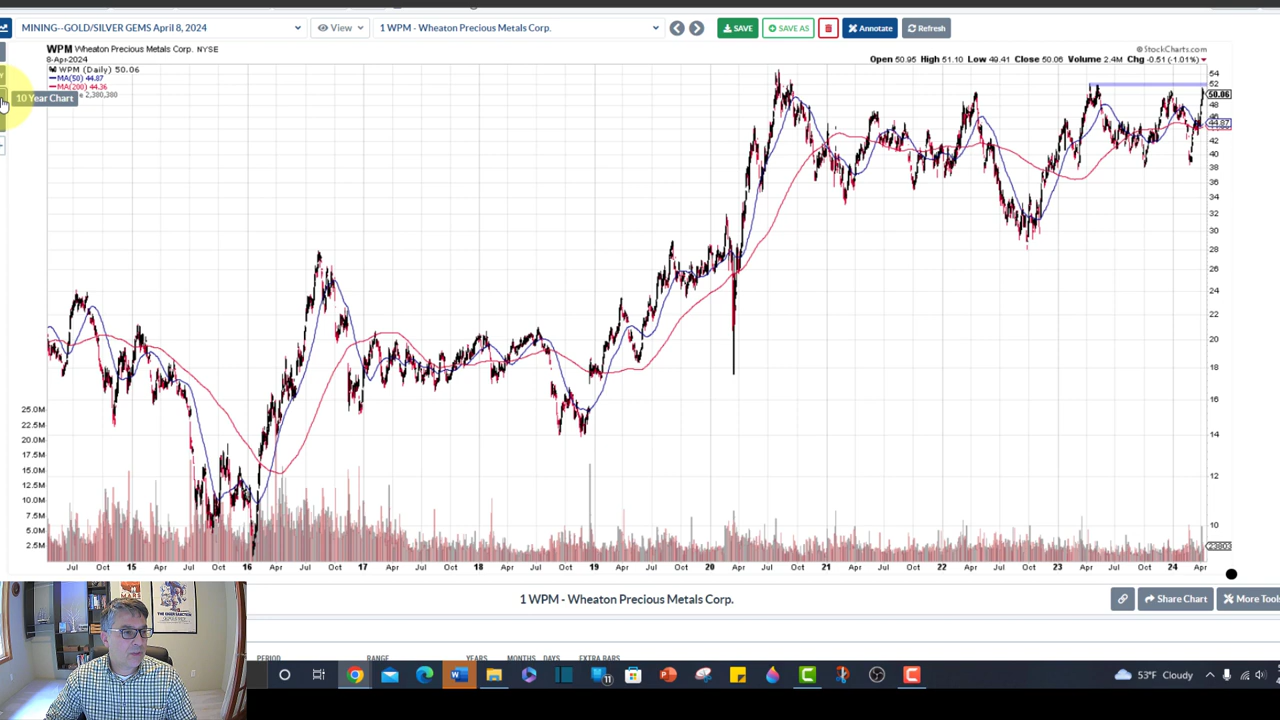 MINING--GOLD/SILVER GEMS April 8, 2024
View
1 WPM - Wheaton Precious Metals Corp.
SAVE
SAVE AS
Annotate
Refresh
WPM Wheaton Precious Metals Corp. NYSE
© StockCharts.com
8-Apr-2024
Open 50.95 High 51.10 Low 49.41 Close 50.06 Volume 2.4M Chg -0.51 (-1.01%)
WPM (Daily) 50.06
MA(50) 44.87
MA(200) 44.36
2,380,380
10 Year Chart
54
52
50.06
48
46
44.87
42
40
38
36
34
32
30
28
26
24
22
20
18
16
14
12
10
25.0M
22.5M
20.0M
17.5M
15.0M
12.5M
10.0M
7.5M
5.0M
2.5M
Jul Oct 15 Apr Jul Oct 16 Apr Jul Oct 17 Apr Jul Oct 18 Apr Jul Oct 19 Apr Jul Oct 20 Apr Jul Oct 21 Apr Jul Oct 22 Apr Jul Oct 23 Apr Jul Oct 24 Apr
1 WPM - Wheaton Precious Metals Corp.
Share Chart
More Tools
PERIOD RANGE YEARS MONTHS DAYS EXTRA BARS
11
53°F Cloudy